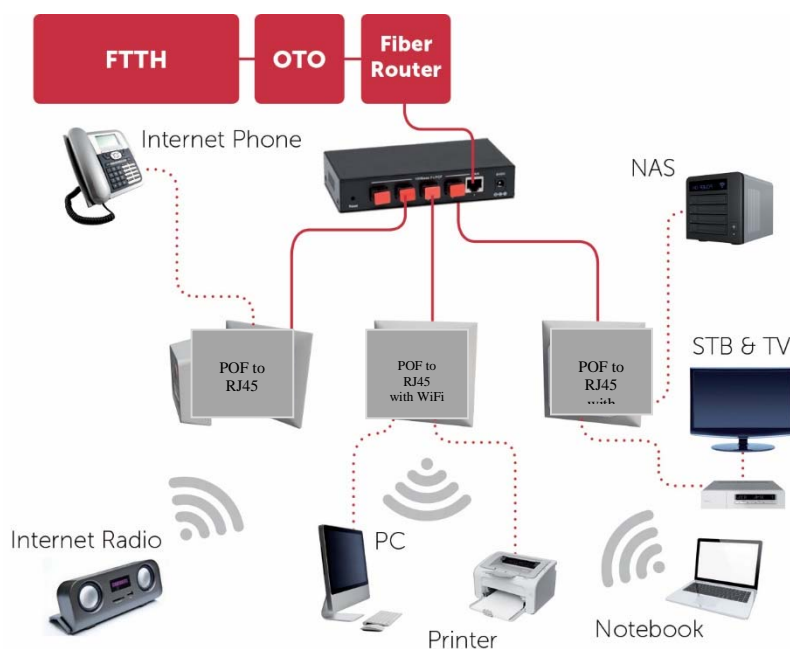 FTTH
OTO
Fiber
Router
Internet Phone
NAS
POF to
RJ45
POF to
RJ45
with WiFi
POF to
RJ45
with
STB & TV
Internet Radio
PC
Printer
Notebook